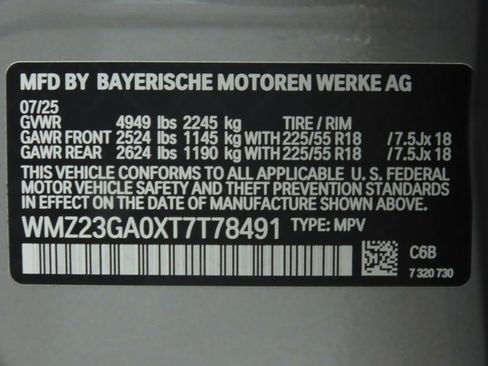 MFD BY BAYERISCHE MOTOREN WERKE AG
07/25
GVWR 4949 lbs 2245 kg TIRE / RIM
GAWR FRONT 2524 lbs 1145 kg WITH 225/55 R18 /7.5Jx 18
GAWR REAR 2624 lbs 1190 kg WITH 225/55 R18 /7.5Jx 18
THIS VEHICLE CONFORMS TO ALL APPLICABLE U. S. FEDERAL
MOTOR VEHICLE SAFETY AND THEFT PREVENTION STANDARDS
IN EFFECT ON THE DATE OF MANUFACTURE SHOWN ABOVE.
WMZ23GA0XT7T78491 TYPE: MPV
C6B
7 320 730